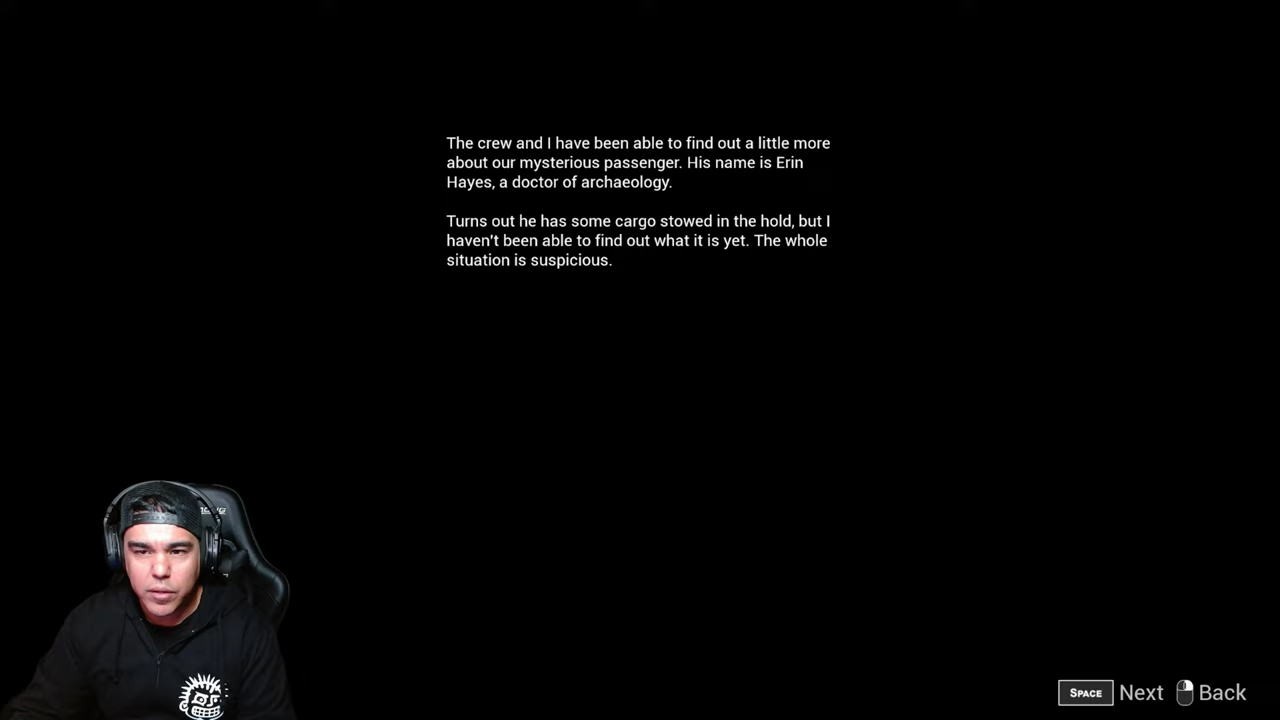 The crew and I have been able to find out a little more
about our mysterious passenger. His name is Erin
Hayes, a doctor of archaeology.
Turns out he has some cargo stowed in the hold, but I
haven't been able to find out what it is yet. The whole
situation is suspicious.
SPACE Next Back